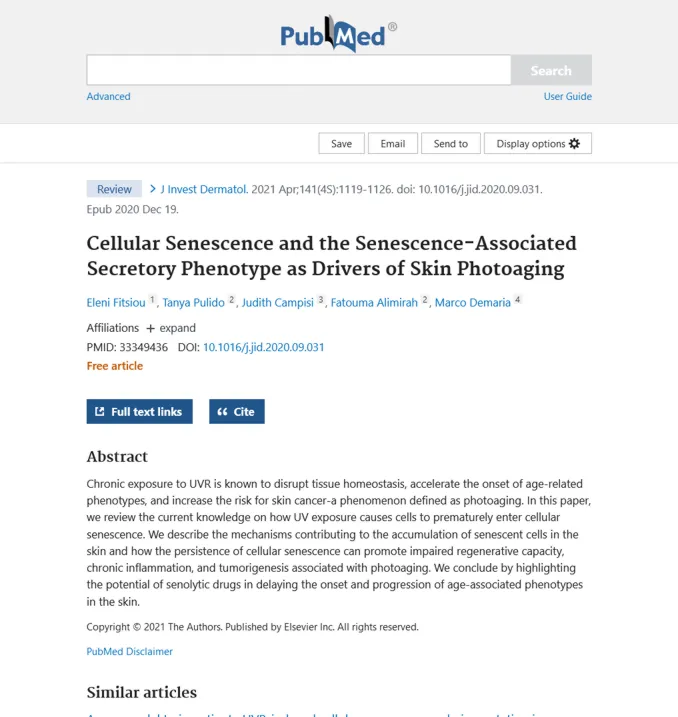 PubMed®
Search
Advanced
User Guide
Save
Email
Send to
Display options
Review
J Invest Dermatol. 2021 Apr;141(4S):1119-1126. doi: 10.1016/j.jid.2020.09.031.
Epub 2020 Dec 19.
Cellular Senescence and the Senescence-Associated
Secretory Phenotype as Drivers of Skin Photoaging
Eleni Fitsiou 1, Tanya Pulido 2, Judith Campisi 3, Fatouma Alimirah 2, Marco Demaria 4
Affiliations + expand
PMID: 33349436 DOI: 10.1016/j.jid.2020.09.031
Free article
Full text links
Cite
Abstract
Chronic exposure to UVR is known to disrupt tissue homeostasis, accelerate the onset of age-related
phenotypes, and increase the risk for skin cancer-a phenomenon defined as photoaging. In this paper,
we review the current knowledge on how UV exposure causes cells to prematurely enter cellular
senescence. We describe the mechanisms contributing to the accumulation of senescent cells in the
skin and how the persistence of cellular senescence can promote impaired regenerative capacity,
chronic inflammation, and tumorigenesis associated with photoaging. We conclude by highlighting
the potential of senolytic drugs in delaying the onset and progression of age-associated phenotypes
in the skin.
Copyright © 2021 The Authors. Published by Elsevier Inc. All rights reserved.
PubMed Disclaimer
Similar articles